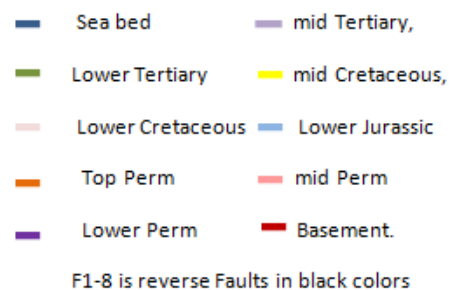 Sea bed mid Tertiary,
Lower Tertiary mid Cretaceous,
Lower Cretaceous Lower Jurassic
Top Perm mid Perm
Lower Perm Basement.
F1-8 is reverse Faults in black colors